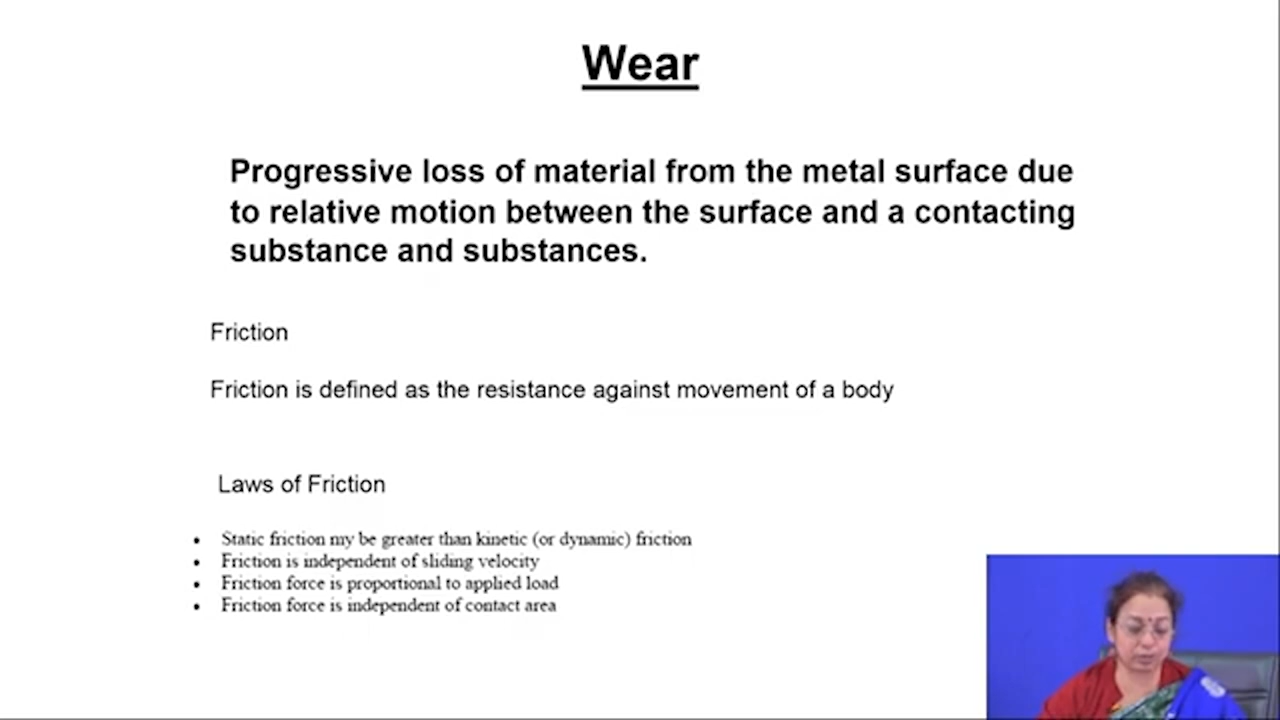 Wear
Progressive loss of material from the metal surface due
to relative motion between the surface and a contacting
substance and substances.
Friction
Friction is defined as the resistance against movement of a body
Laws of Friction
• Static friction my be greater than kinetic (or dynamic) friction
• Friction is independent of sliding velocity
• Friction force is proportional to applied load
• Friction force is independent of contact area